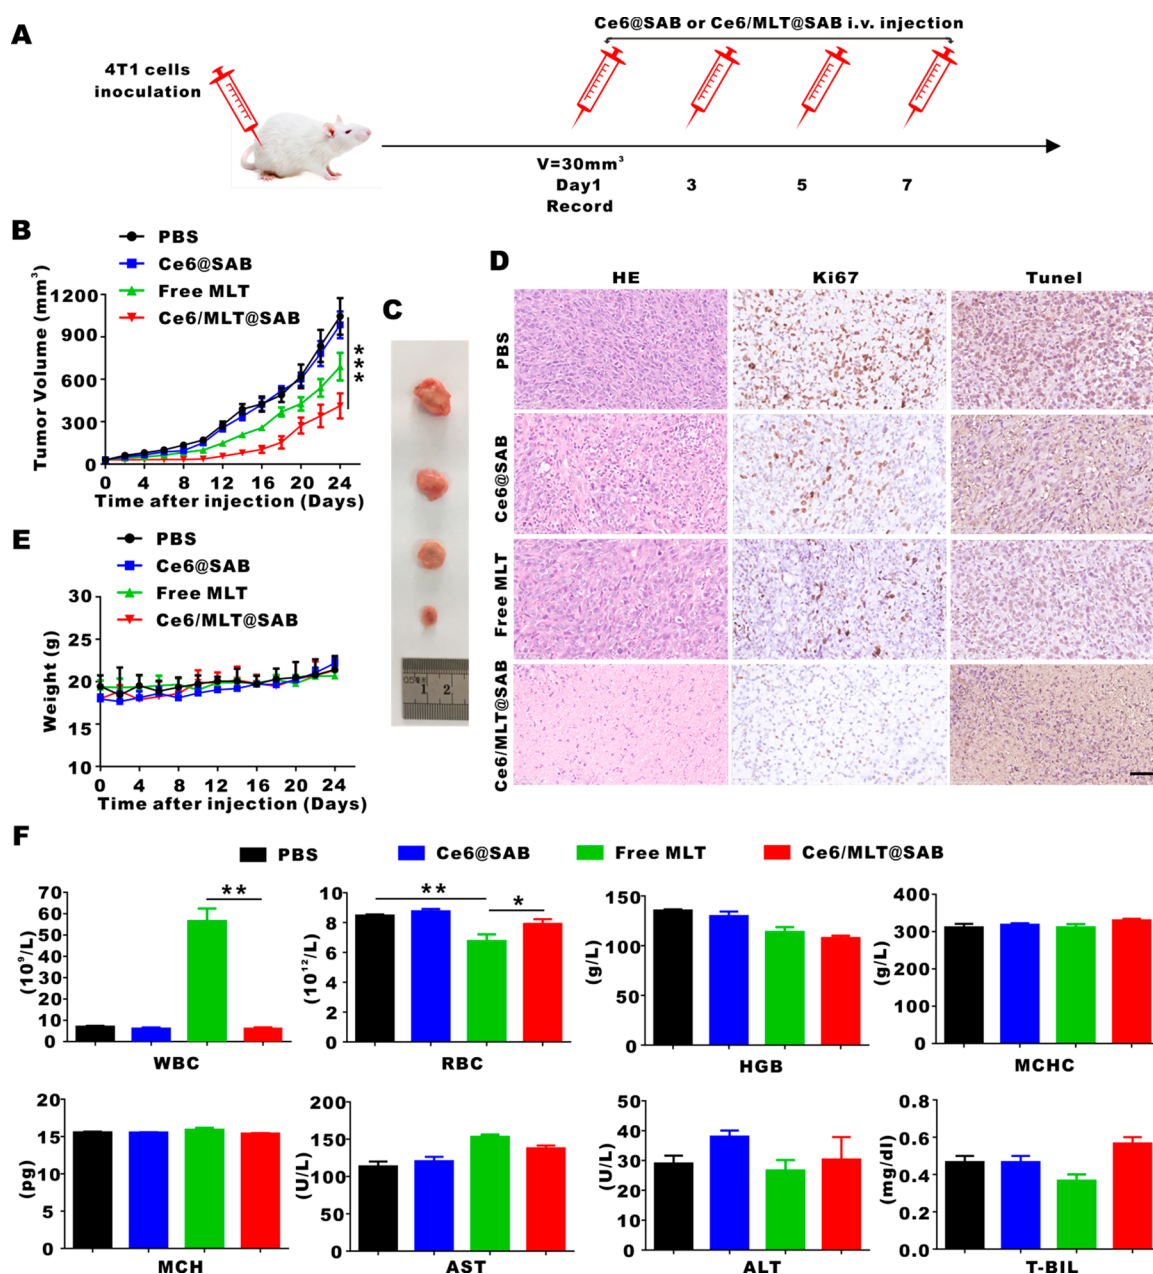 A
Ce6@SAB or Ce6/MLT@SAB i.v. injection
4T1 cells
inoculation
V=30mm³
Day1
Record
3
5
7
B
PBS
Ce6@SAB
Free MLT
Ce6/MLT@SAB
Tumor Volume (mm³)
1200
900
600
300
0
0 4 8 12 16 20 24
Time after injection (Days)
***
C
1 2
D
HE Ki67 Tunel
PBS
Ce6@SAB
Free MLT
Ce6/MLT@SAB
E
PBS
Ce6@SAB
Free MLT
Ce6/MLT@SAB
Weight (g)
30
25
20
15
10
0 4 8 12 16 20 24
Time after injection (Days)
F
PBS Ce6@SAB Free MLT Ce6/MLT@SAB
(10⁹/L)
70
60
50
40
30
20
10
0
**
WBC
(10¹²/L)
10
8
6
4
2
0
**
*
RBC
(g/L)
150
100
50
0
HGB
(g/L)
400
300
200
100
0
MCHC
(pg)
20
15
10
5
0
MCH
(U/L)
200
150
100
50
0
AST
(U/L)
50
40
30
20
10
0
ALT
(mg/dl)
0.8
0.6
0.4
0.2
0.0
T-BIL